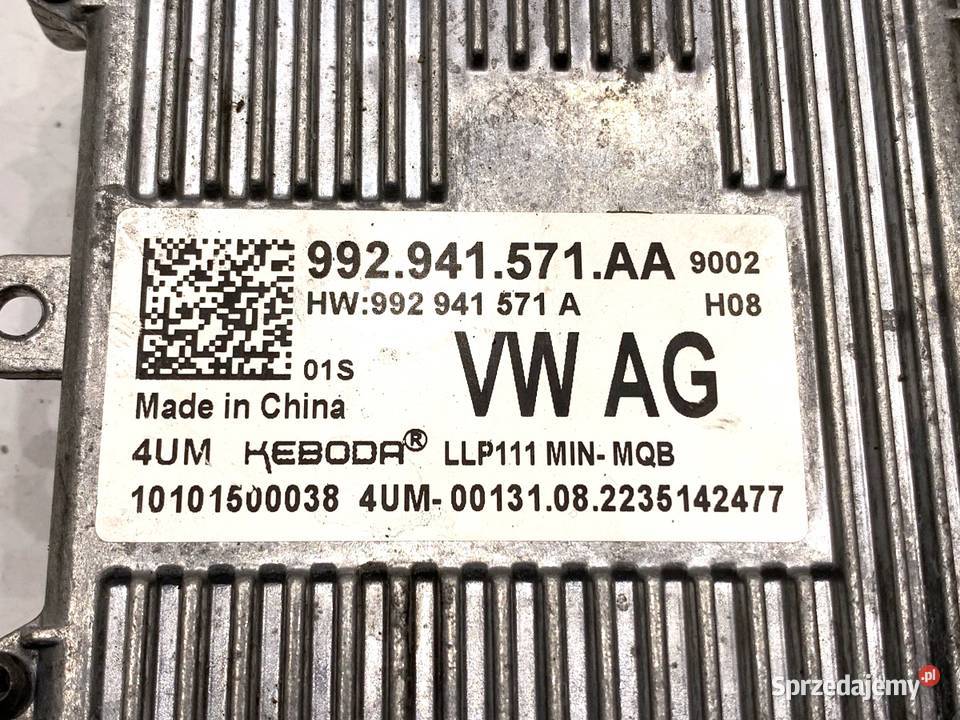 992.941.571.AA 9002
HW:992 941 571 A H08
01S VW AG
Made in China
4UM KEBODA® LLP111 MIN-MQB
10101500038 4UM-00131.08.2235142477
Sprzedajemy.pl